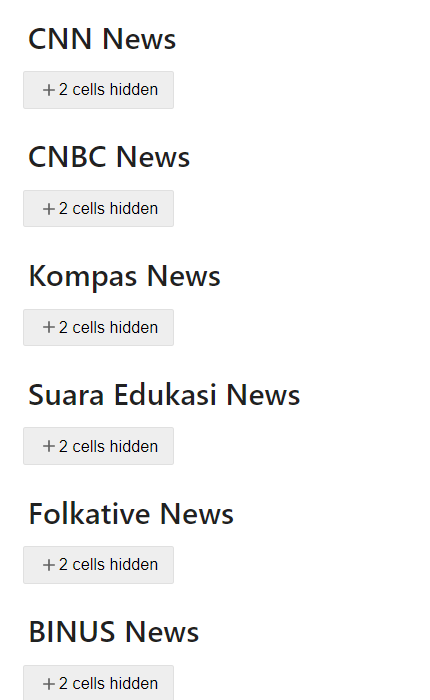 CNN News
+ 2 cells hidden
CNBC News
+ 2 cells hidden
Kompas News
+ 2 cells hidden
Suara Edukasi News
+ 2 cells hidden
Folkative News
+ 2 cells hidden
BINUS News
+ 2 cells hidden